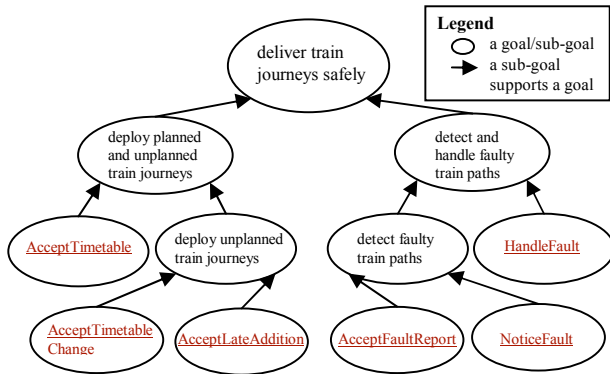 deliver train
journeys safely
Legend
a goal/sub-goal
a sub-goal
supports a goal
deploy planned
and unplanned
train journeys
detect and
handle faulty
train paths
AcceptTimetable
deploy unplanned
train journeys
detect faulty
train paths
HandleFault
AcceptTimetable
Change
AcceptLateAddition
AcceptFaultReport
NoticeFault